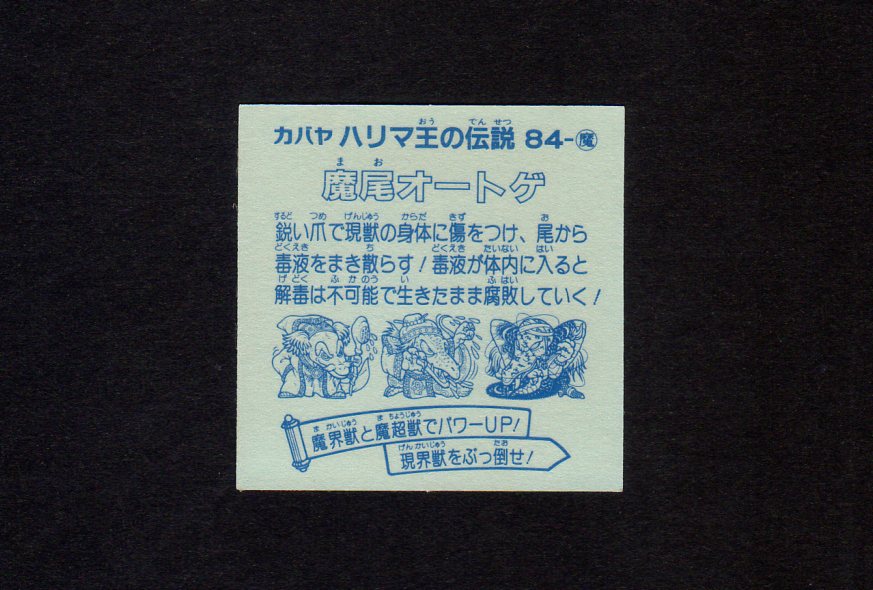 カバヤ ハリマ王の伝説 84-魔
魔尾オートゲ
鋭い爪で現獣の身体に傷をつけ、尾から
毒液をまき散らす！毒液が体内に入ると
解毒は不可能で生きたまま腐敗していく！
魔界獣と魔超獣でパワーUP！
現界獣をぶっ倒せ！